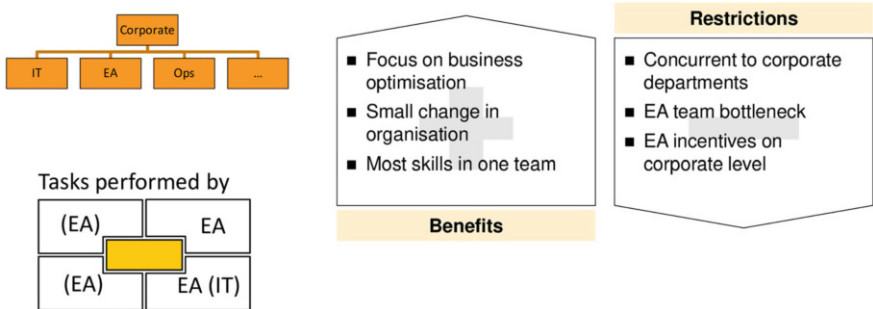 Corporate
IT
EA
Ops
...
Tasks performed by
(EA)
EA
(EA)
EA (IT)
■ Focus on business
optimisation
■ Small change in
organisation
■ Most skills in one team
Benefits
Restrictions
■ Concurrent to corporate
departments
■ EA team bottleneck
■ EA incentives on
corporate level